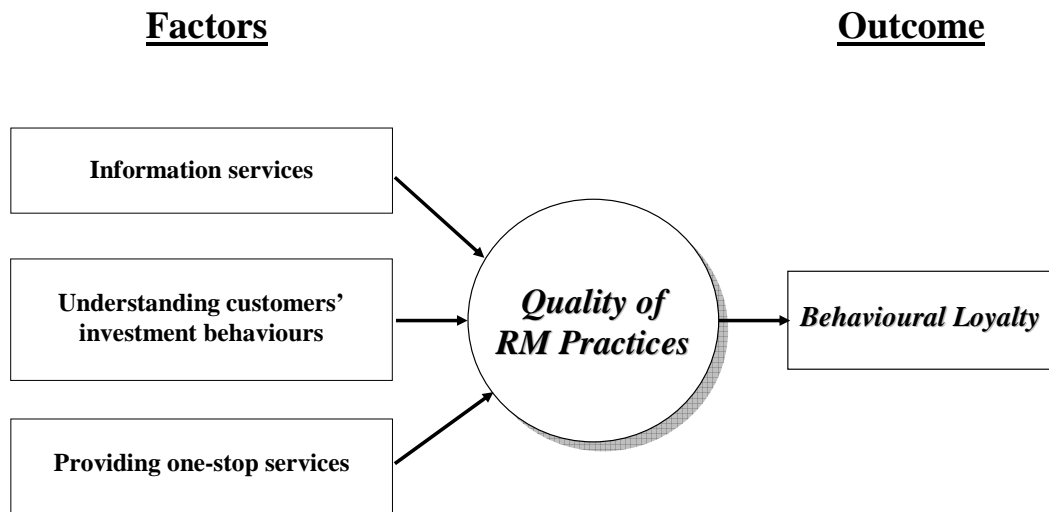 Factors
Outcome
Information services
Understanding customers’
investment behaviours
Providing one-stop services
Quality of
RM Practices
Behavioural Loyalty